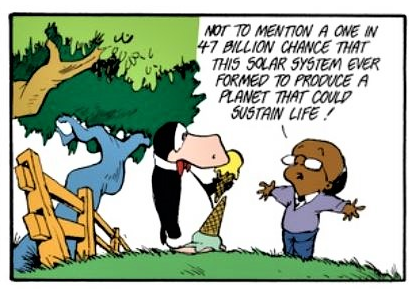 NOT TO MENTION A ONE IN
47 BILLION CHANCE THAT
THIS SOLAR SYSTEM EVER
FORMED TO PRODUCE A
PLANET THAT COULD
SUSTAIN LIFE!